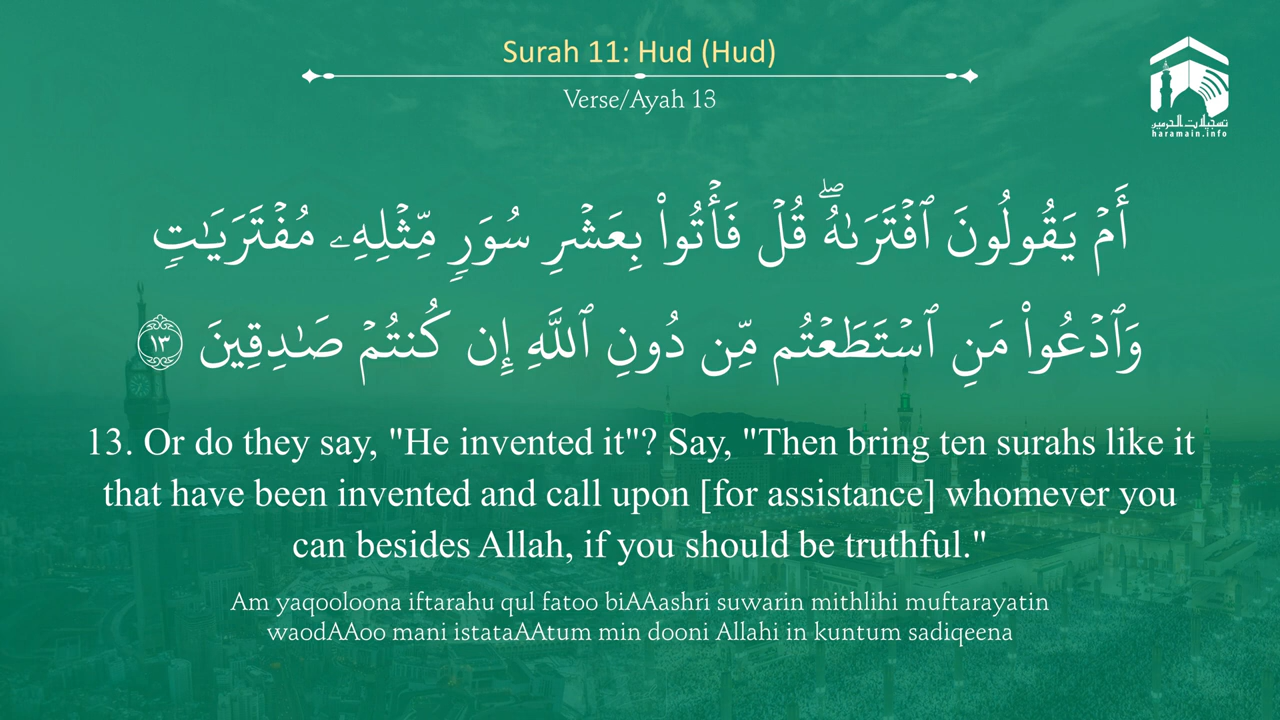 Surah 11: Hud (Hud)
Verse/Ayah 13
تسجيلات الحرمين
haramain.info
أَمْ يَقُولُونَ ٱفْتَرَىٰهُ ۖ قُلْ فَأْتُوا۟ بِعَشْرِ سُوَرٍ مِّثْلِهِۦ مُفْتَرَيَـٰتٍ
وَٱدْعُوا۟ مَنِ ٱسْتَطَعْتُم مِّن دُونِ ٱللَّهِ إِن كُنتُمْ صَـٰدِقِينَ ١٣
13. Or do they say, "He invented it"? Say, "Then bring ten surahs like it
that have been invented and call upon [for assistance] whomever you
can besides Allah, if you should be truthful."
Am yaqooloona iftarahu qul fatoo biAAashri suwarin mithlihi muftarayatin
waodAAoo mani istataAAtum min dooni Allahi in kuntum sadiqeena